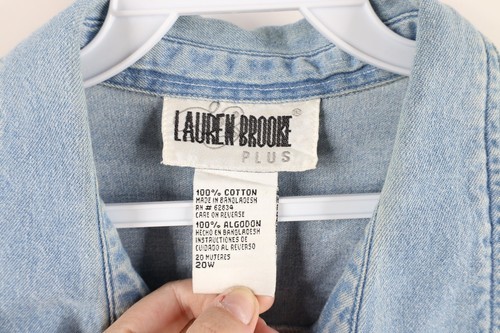 LAUREN BROOKE®
PLUS
100% COTTON
MADE IN BANGLADESH
RN # 62634
CARE ON REVERSE
100% ALGODON
HECHO EN BANGLADESH
INSTRUCTIONES DE
CUIDADO AL REVERSO
20 MUJERES
20W